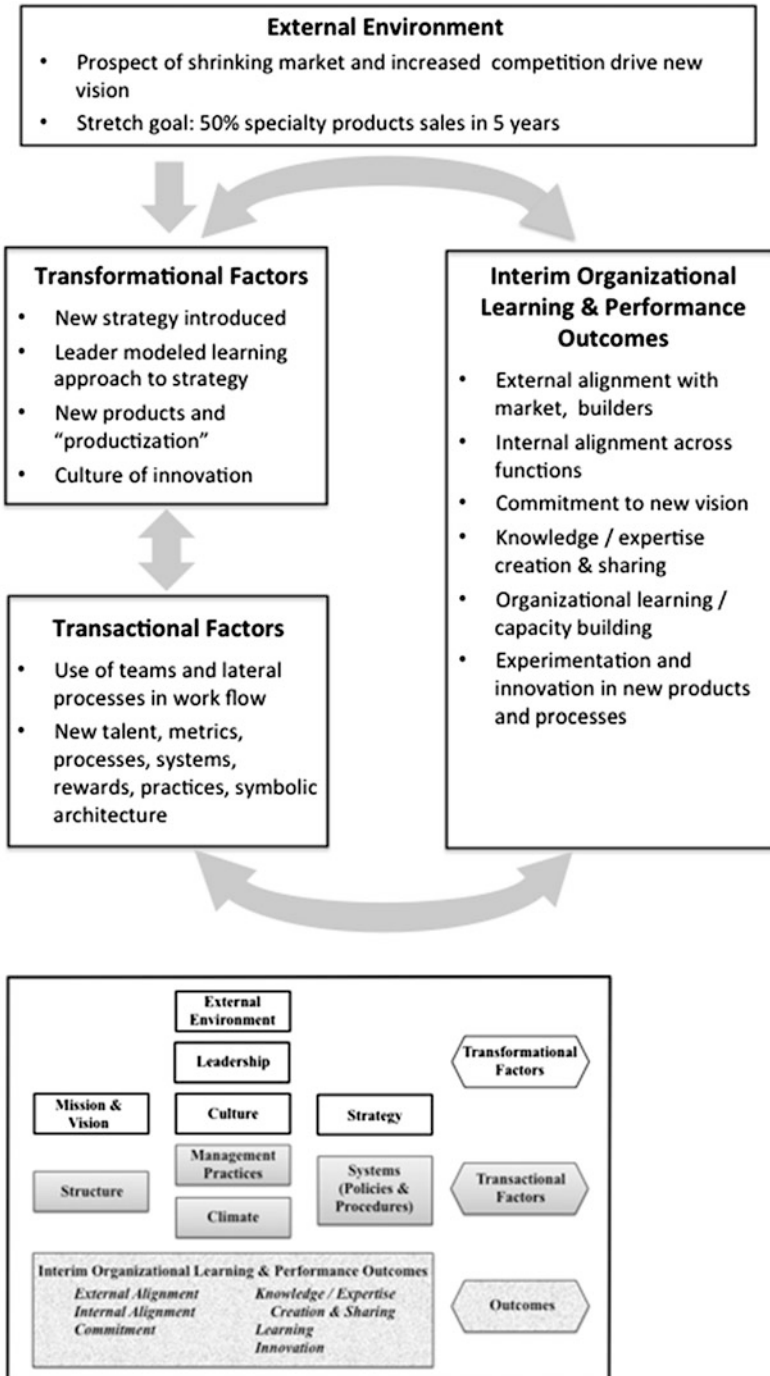 External Environment
• Prospect of shrinking market and increased competition drive new
vision
• Stretch goal: 50% specialty products sales in 5 years
Transformational Factors
• New strategy introduced
• Leader modeled learning
approach to strategy
• New products and
“productization”
• Culture of innovation
Interim Organizational
Learning & Performance
Outcomes
• External alignment with
market, builders
• Internal alignment across
functions
• Commitment to new vision
• Knowledge / expertise
creation & sharing
• Organizational learning /
capacity building
• Experimentation and
innovation in new products
and processes
Transactional Factors
• Use of teams and lateral
processes in work flow
• New talent, metrics,
processes, systems,
rewards, practices, symbolic
architecture
External
Environment
Leadership
Transformational
Factors
Mission &
Vision
Culture
Strategy
Management
Practices
Structure
Systems
(Policies &
Procedures)
Climate
Transactional
Factors
Interim Organizational Learning & Performance Outcomes
External Alignment
Internal Alignment
Commitment
Knowledge / Expertise
Creation & Sharing
Learning
Innovation
Outcomes